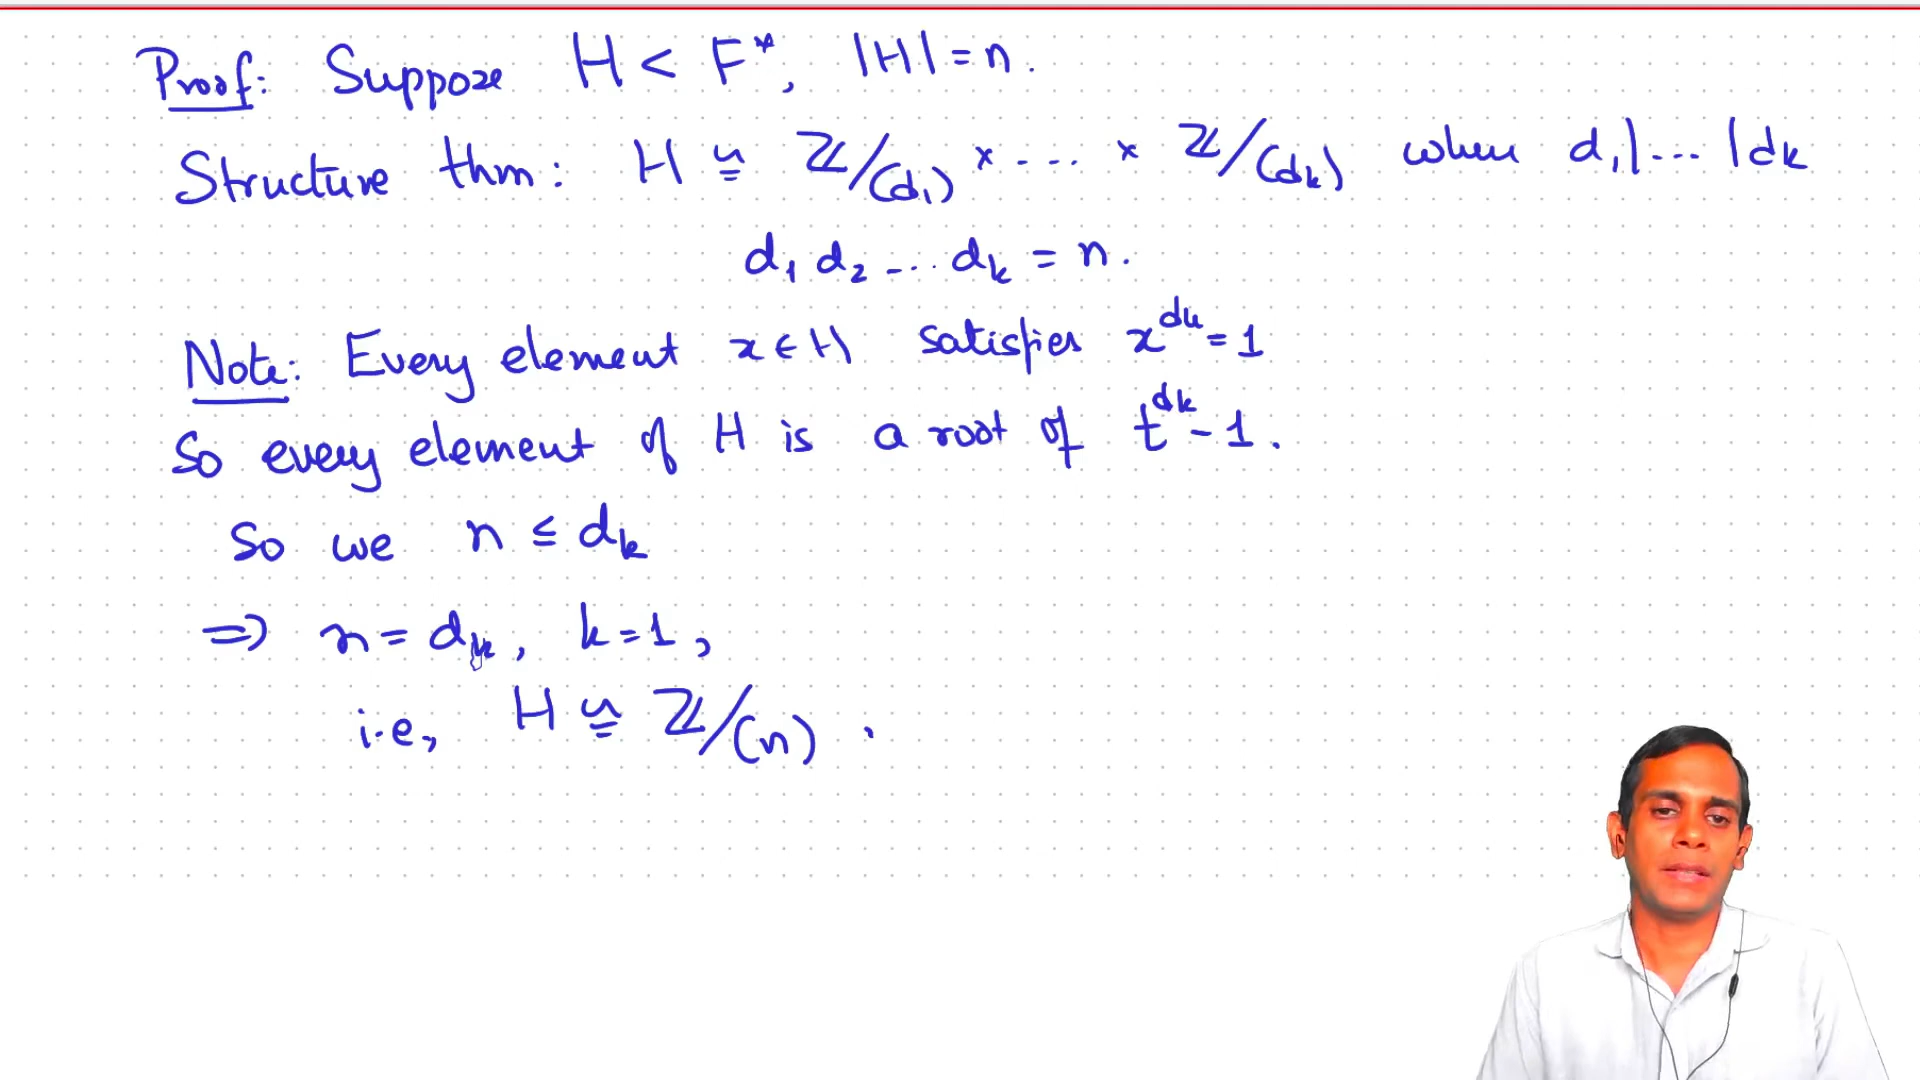 Proof: Suppose H < F*, |H| = n.
Structure thm: H ≅ ℤ/(d₁) × ... × ℤ/(dₖ) when d₁|...|dₖ
d₁ d₂ ... dₖ = n.
Note: Every element x ∈ H satisfies x^dₖ = 1
So every element of H is a root of t^dₖ - 1.
So we n ≤ dₖ
⇒ n = dₖ, k = 1,
i.e., H ≅ ℤ/(n).